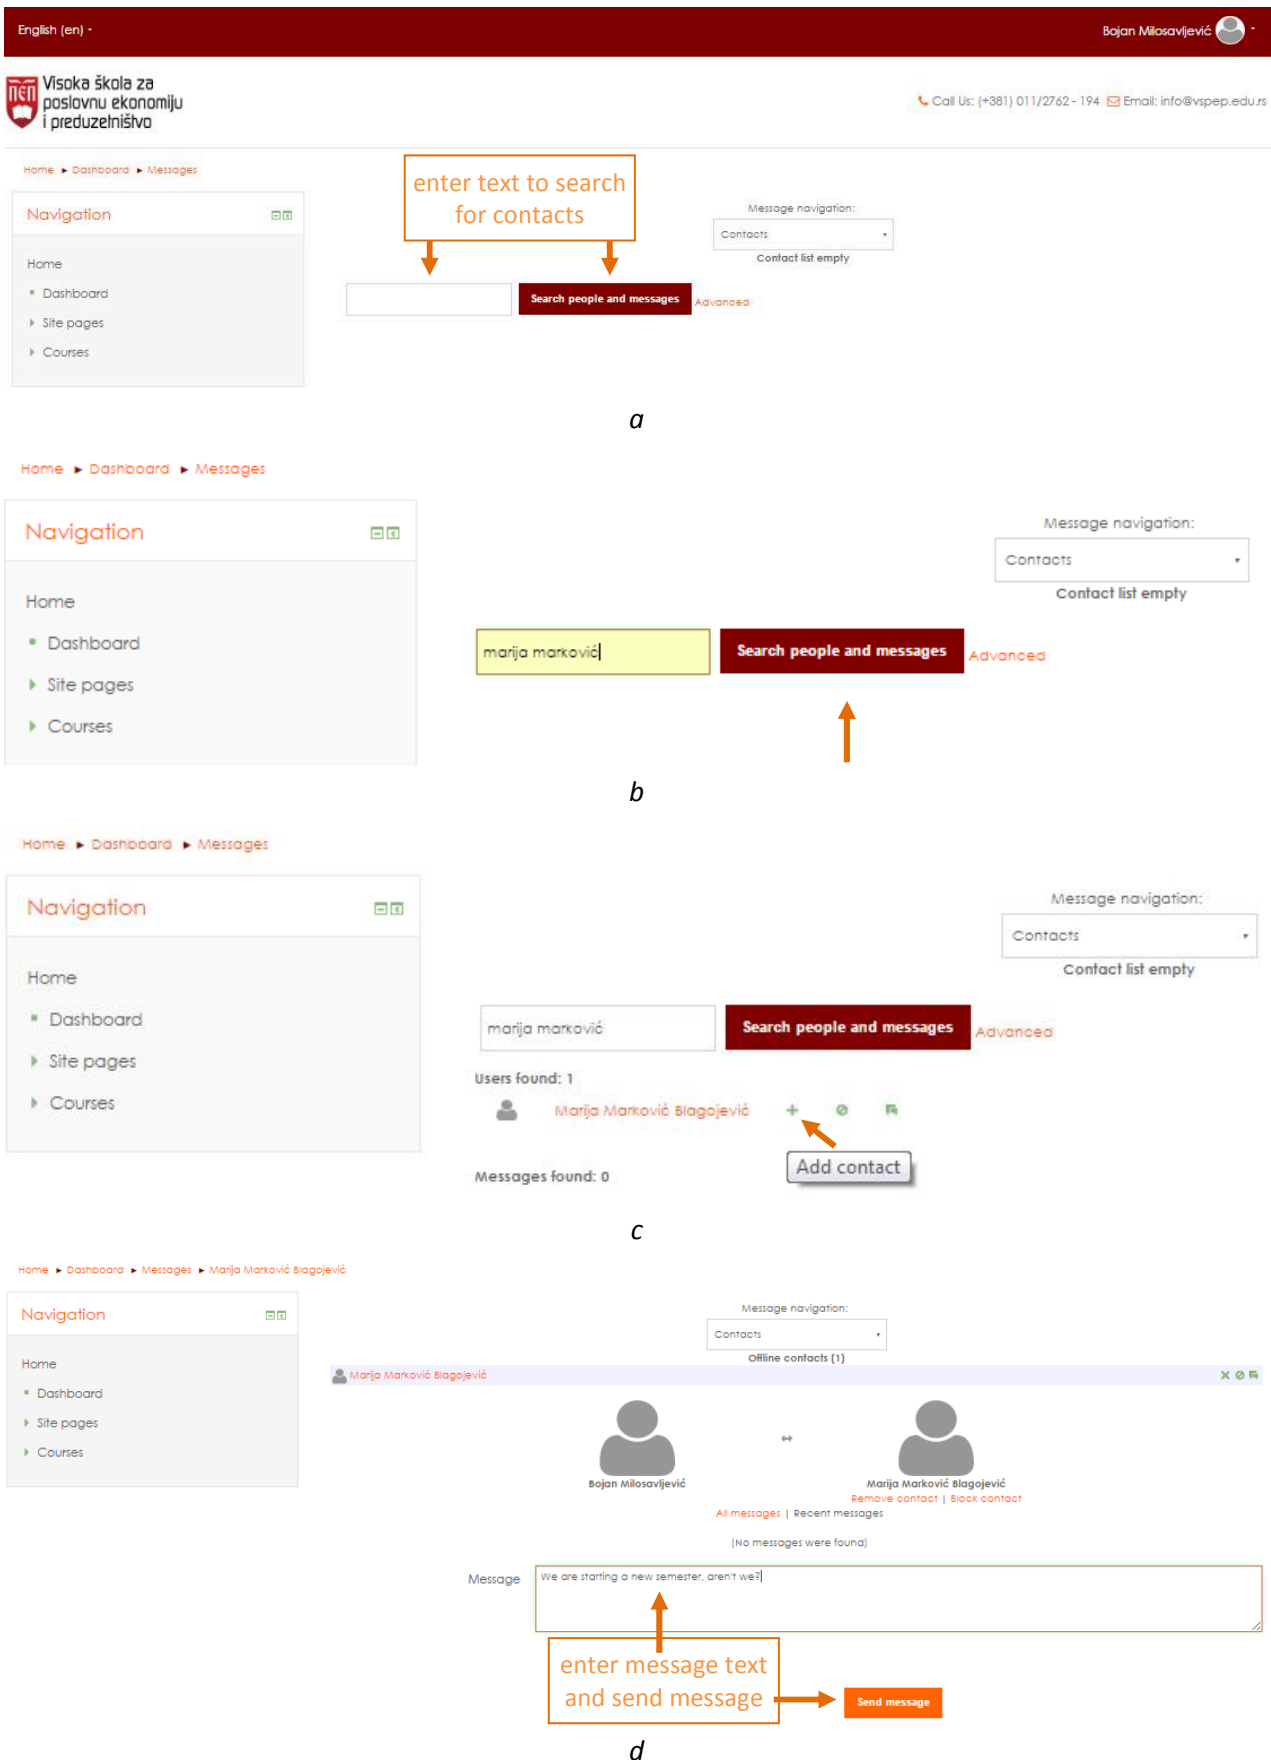 English (en)
Bojan Milosavljević
Visoka škola za
poslovnu ekonomiju
i preduzetništvo
Call Us: (+381) 011/2762 - 194 Email: info@vspep.edu.rs
Home ► Dashboard ► Messages
enter text to search
for contacts
Navigation
Message navigation:
Contacts
Contact list empty
Home
Dashboard
Search people and messages
Advanced
Site pages
Courses
a
Home ► Dashboard ► Messages
Navigation
Message navigation:
Contacts
Contact list empty
Home
Dashboard
marija marković
Search people and messages
Advanced
Site pages
Courses
b
Home ► Dashboard ► Messages
Navigation
Message navigation:
Contacts
Contact list empty
Home
Dashboard
marija marković
Search people and messages
Advanced
Site pages
Users found: 1
Courses
Marija Marković Blagojević
Add contact
Messages found: 0
c
Home ► Dashboard ► Messages ► Marija Marković Blagojević
Navigation
Message navigation:
Contacts
Offline contacts (1)
Home
Marija Marković Blagojević
Dashboard
Site pages
Courses
Bojan Milosavljević
Marija Marković Blagojević
Remove contact | Block contact
All messages | Recent messages
(No messages were found)
Message
We are starting a new semester, aren't we?
enter message text
and send message
Send message
d